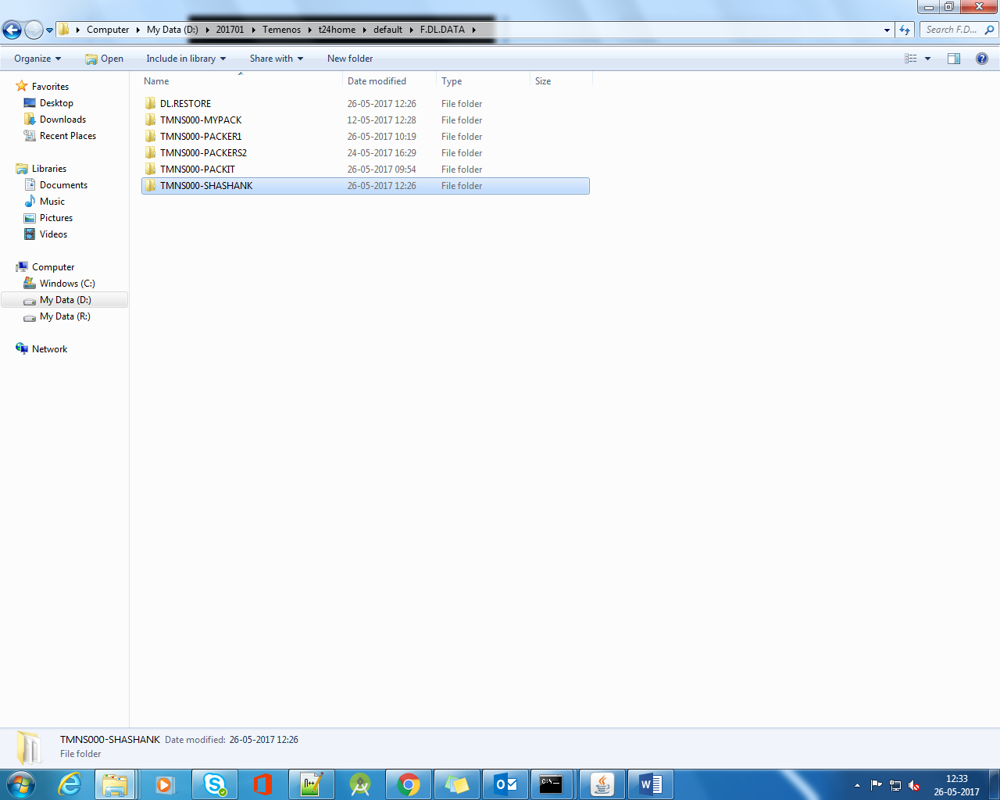 Computer My Data (D:) 201701 Temenos t24home default F.DL.DATA
Search F.D...
Organize Open Include in library Share with New folder
Favorites
Desktop
Downloads
Recent Places
Libraries
Documents
Music
Pictures
Videos
Computer
Windows (C:)
My Data (D:)
My Data (R:)
Network
Name Date modified Type Size
DL.RESTORE 26-05-2017 12:26 File folder
TMNS000-MYPACK 12-05-2017 12:28 File folder
TMNS000-PACKER1 26-05-2017 10:19 File folder
TMNS000-PACKERS2 24-05-2017 16:29 File folder
TMNS000-PACKIT 26-05-2017 09:54 File folder
TMNS000-SHASHANK 26-05-2017 12:26 File folder
TMNS000-SHASHANK Date modified: 26-05-2017 12:26
File folder
12:33
26-05-2017